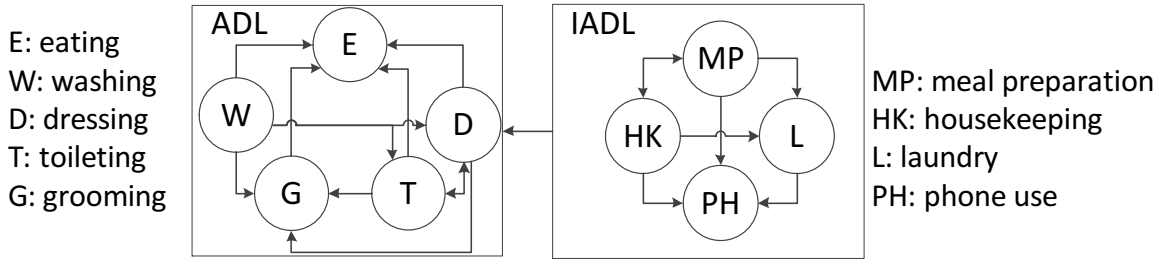 E: eating
W: washing
D: dressing
T: toileting
G: grooming
ADL
E
W
D
G
T
IADL
MP
HK
L
PH
MP: meal preparation
HK: housekeeping
L: laundry
PH: phone use